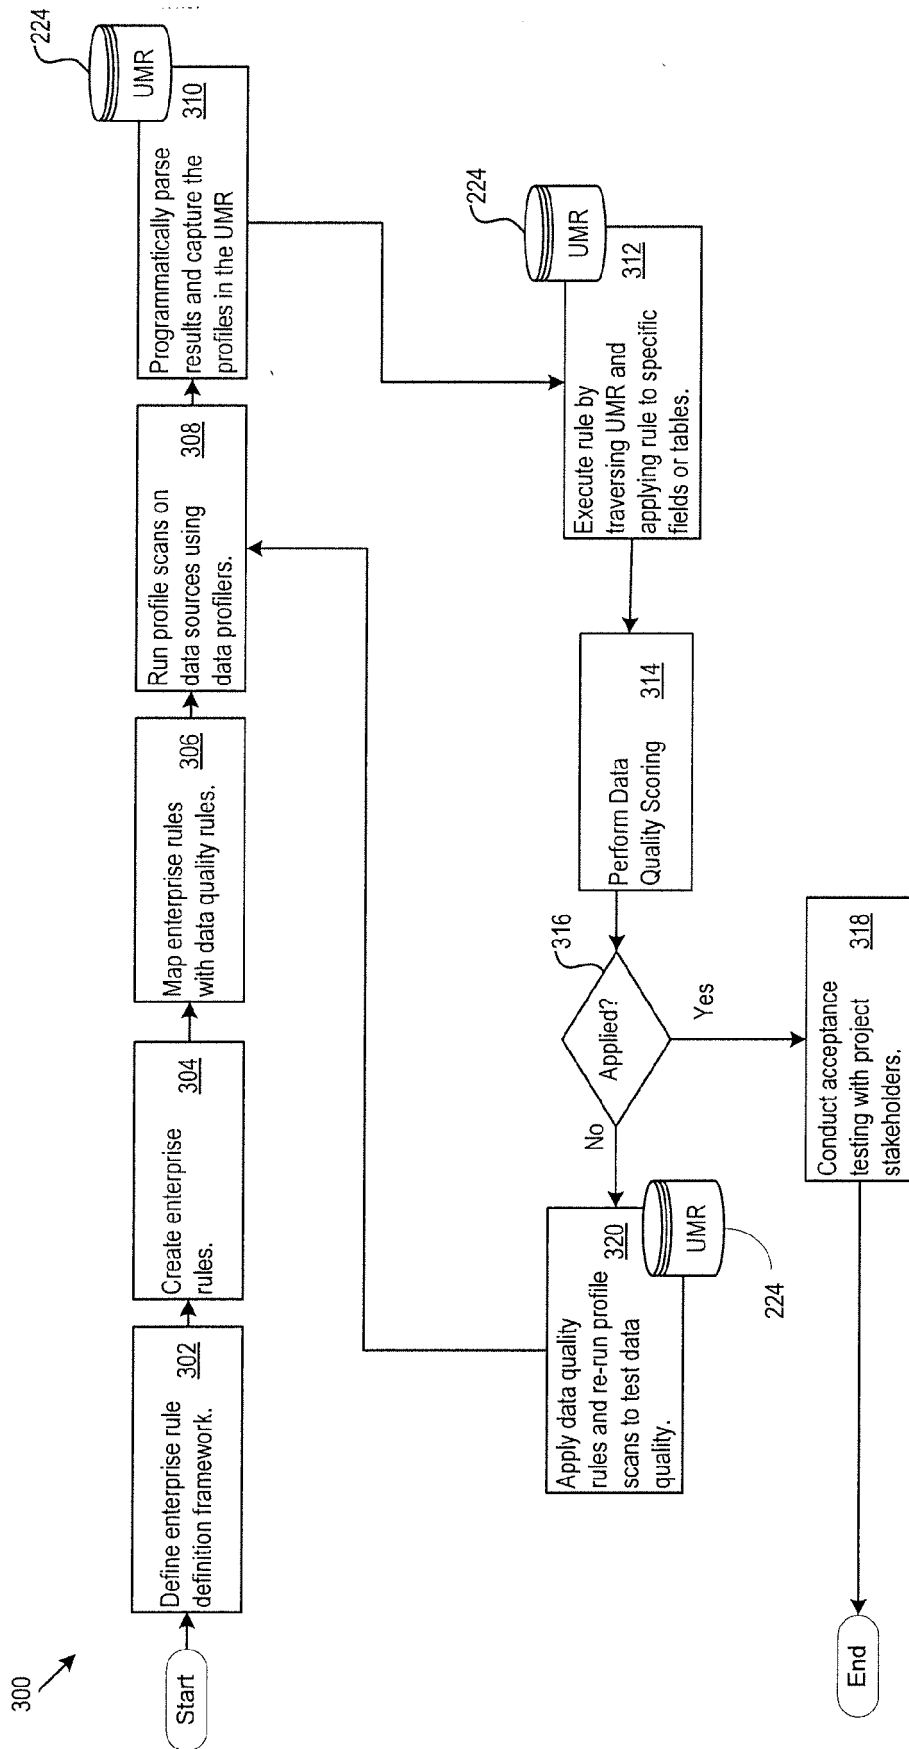 300
Start
Define enterprise rule
definition framework.
302
Create enterprise
rules.
304
Map enterprise rules
with data quality rules.
306
Run profile scans on
data sources using
data profilers.
308
Programmatically parse
results and capture the
profiles in the UMR
310
UMR
224
Execute rule by
traversing UMR and
applying rule to specific
fields or tables.
312
UMR
224
Perform Data
Quality Scoring
314
Applied?
316
No
Yes
Apply data quality
rules and re-run profile
scans to test data
quality.
320
UMR
224
Conduct acceptance
testing with project
stakeholders.
318
End